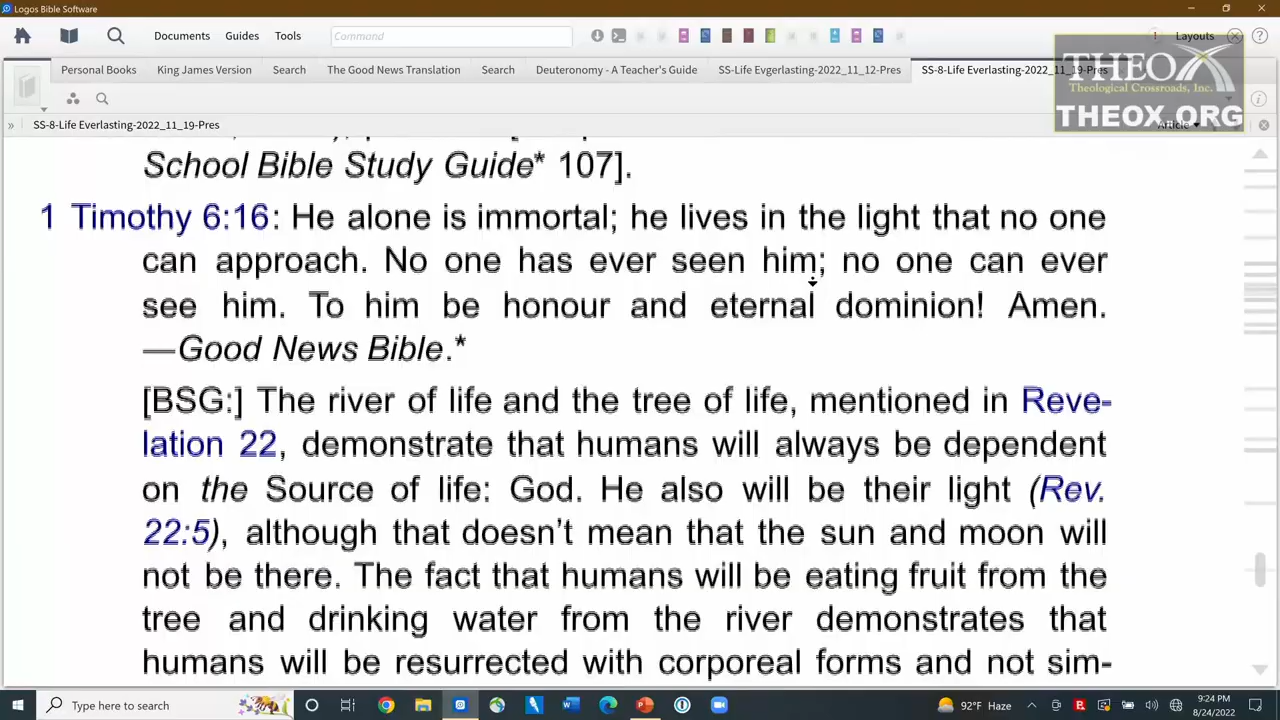 Logos Bible Software
Documents Guides Tools Command Layouts
THEOX
Theological Crossroads, Inc.
THEOX.ORG
Personal Books King James Version Search Search Deuteronomy - A Teacher's Guide SS-Life Evgerlasting-2022_11_12-Pres SS-8-Life Everlasting-2022_11_19-Pres
SS-8-Life Everlasting-2022_11_19-Pres Article
School Bible Study Guide* 107].
1 Timothy 6:16: He alone is immortal; he lives in the light that no one
can approach. No one has ever seen him; no one can ever
see him. To him be honour and eternal dominion! Amen.
—Good News Bible.*
[BSG:] The river of life and the tree of life, mentioned in Reve-
lation 22, demonstrate that humans will always be dependent
on the Source of life: God. He also will be their light (Rev.
22:5), although that doesn't mean that the sun and moon will
not be there. The fact that humans will be eating fruit from the
tree and drinking water from the river demonstrates that
humans will be resurrected with corporeal forms and not sim-
Type here to search 92°F Haze 9:24 PM
8/24/2022